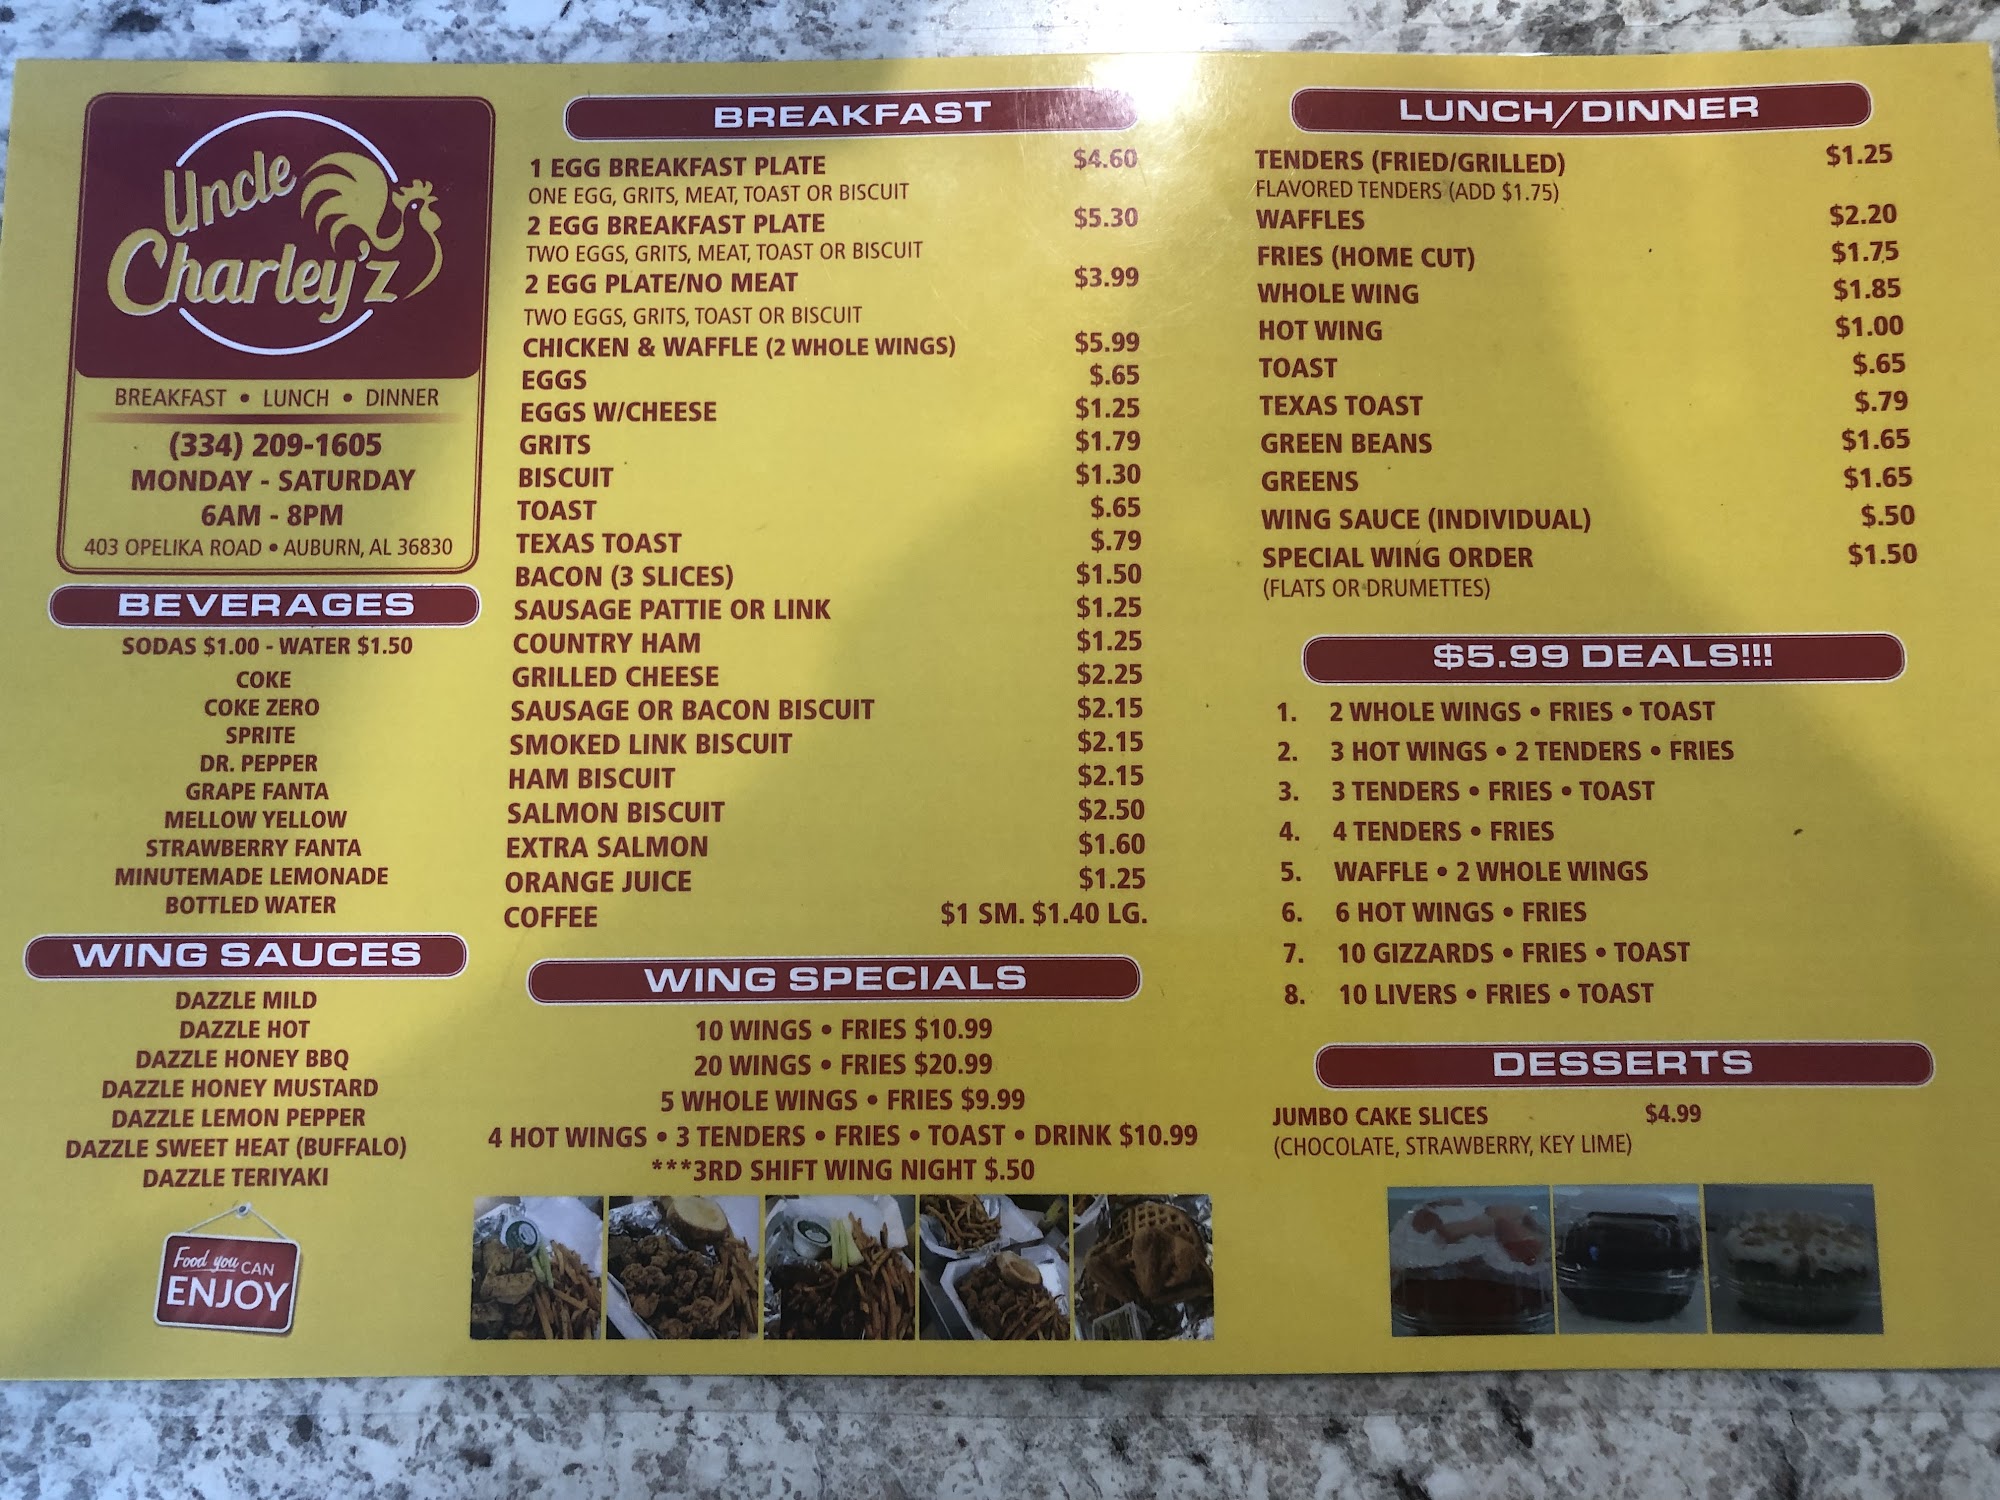 Uncle
Charley'z
BREAKFAST • LUNCH • DINNER
(334) 209-1605
MONDAY - SATURDAY
6AM - 8PM
403 OPELIKA ROAD • AUBURN, AL 36830
BEVERAGES
SODAS $1.00 - WATER $1.50
COKE
COKE ZERO
SPRITE
DR. PEPPER
GRAPE FANTA
MELLOW YELLOW
STRAWBERRY FANTA
MINUTEMADE LEMONADE
BOTTLED WATER
WING SAUCES
DAZZLE MILD
DAZZLE HOT
DAZZLE HONEY BBQ
DAZZLE HONEY MUSTARD
DAZZLE LEMON PEPPER
DAZZLE SWEET HEAT (BUFFALO)
DAZZLE TERIYAKI
Food you CAN
ENJOY
BREAKFAST
1 EGG BREAKFAST PLATE $4.60
ONE EGG, GRITS, MEAT, TOAST OR BISCUIT
2 EGG BREAKFAST PLATE $5.30
TWO EGGS, GRITS, MEAT, TOAST OR BISCUIT
2 EGG PLATE/NO MEAT $3.99
TWO EGGS, GRITS, TOAST OR BISCUIT
CHICKEN & WAFFLE (2 WHOLE WINGS) $5.99
EGGS $.65
EGGS W/CHEESE $1.25
GRITS $1.79
BISCUIT $1.30
TOAST $.65
TEXAS TOAST $.79
BACON (3 SLICES) $1.50
SAUSAGE PATTIE OR LINK $1.25
COUNTRY HAM $1.25
GRILLED CHEESE $2.25
SAUSAGE OR BACON BISCUIT $2.15
SMOKED LINK BISCUIT $2.15
HAM BISCUIT $2.15
SALMON BISCUIT $2.50
EXTRA SALMON $1.60
ORANGE JUICE $1.25
COFFEE $1 SM. $1.40 LG.
WING SPECIALS
10 WINGS • FRIES $10.99
20 WINGS • FRIES $20.99
5 WHOLE WINGS • FRIES $9.99
4 HOT WINGS • 3 TENDERS • FRIES • TOAST • DRINK $10.99
***3RD SHIFT WING NIGHT $.50
LUNCH/DINNER
TENDERS (FRIED/GRILLED) $1.25
FLAVORED TENDERS (ADD $1.75)
WAFFLES $2.20
FRIES (HOME CUT) $1.75
WHOLE WING $1.85
HOT WING $1.00
TOAST $.65
TEXAS TOAST $.79
GREEN BEANS $1.65
GREENS $1.65
WING SAUCE (INDIVIDUAL) $.50
SPECIAL WING ORDER $1.50
(FLATS OR DRUMETTES)
$5.99 DEALS!!!
1. 2 WHOLE WINGS • FRIES • TOAST
2. 3 HOT WINGS • 2 TENDERS • FRIES
3. 3 TENDERS • FRIES • TOAST
4. 4 TENDERS • FRIES
5. WAFFLE • 2 WHOLE WINGS
6. 6 HOT WINGS • FRIES
7. 10 GIZZARDS • FRIES • TOAST
8. 10 LIVERS • FRIES • TOAST
DESSERTS
JUMBO CAKE SLICES $4.99
(CHOCOLATE, STRAWBERRY, KEY LIME)